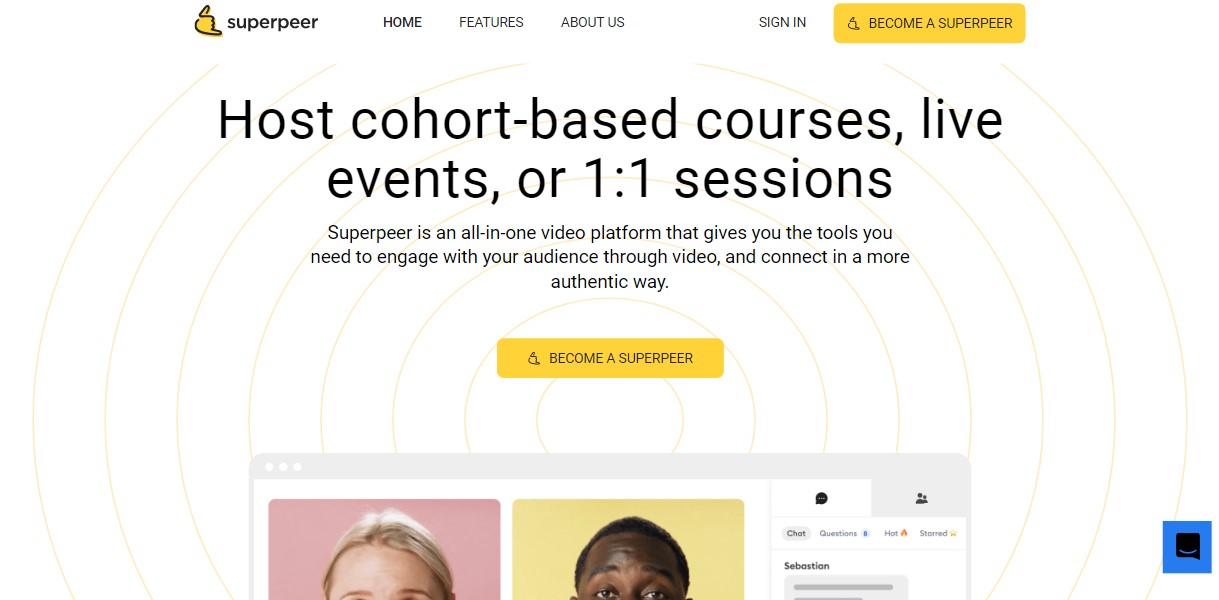 superpeer
HOME
FEATURES
ABOUT US
SIGN IN
BECOME A SUPERPEER
Host cohort-based courses, live
events, or 1:1 sessions
Superpeer is an all-in-one video platform that gives you the tools you
need to engage with your audience through video, and connect in a more
authentic way.
BECOME A SUPERPEER
Chat
Questions 8
Hot 🔥
Starred ⭐
Sebastian